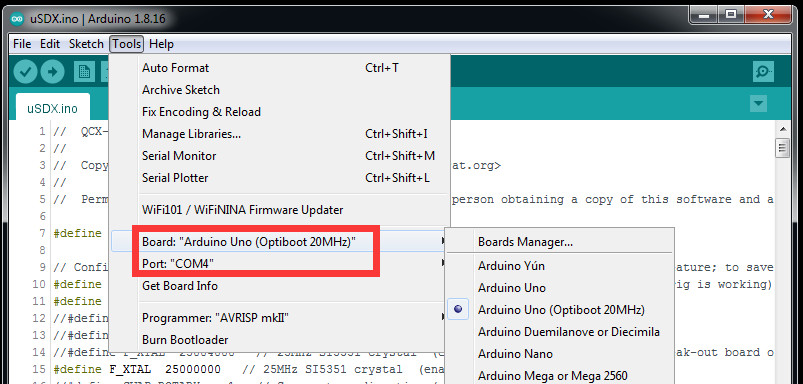 uSDX.ino | Arduino 1.8.16
File Edit Sketch Tools Help
uSDX.ino
Auto Format Ctrl+T
Archive Sketch
Fix Encoding & Reload
Manage Libraries... Ctrl+Shift+I
Serial Monitor Ctrl+Shift+M
Serial Plotter Ctrl+Shift+L
WiFi101 / WiFiNINA Firmware Updater
Board: "Arduino Uno (Optiboot 20MHz)"
Port: "COM4"
Get Board Info
Programmer: "AVRISP mkII"
Burn Bootloader
Boards Manager...
Arduino Yún
Arduino Uno
Arduino Uno (Optiboot 20MHz)
Arduino Duemilanove or Diecimila
Arduino Nano
Arduino Mega or Mega 2560
1 // QCX-
2 //
3 // Copy at.org>
4 //
5 // Perm person obtaining a copy of this software and a
6
7 #define
8
9 // Confi ature; to save
10 #define rig is working)
11 #define
12 //#define
13 //#define
14 //#define F_XTAL 25004000 // 25MHz SI5351 crystal (en eak-out board o
15 #define F_XTAL 25000000 // 25MHz SI5351 crystal (ena